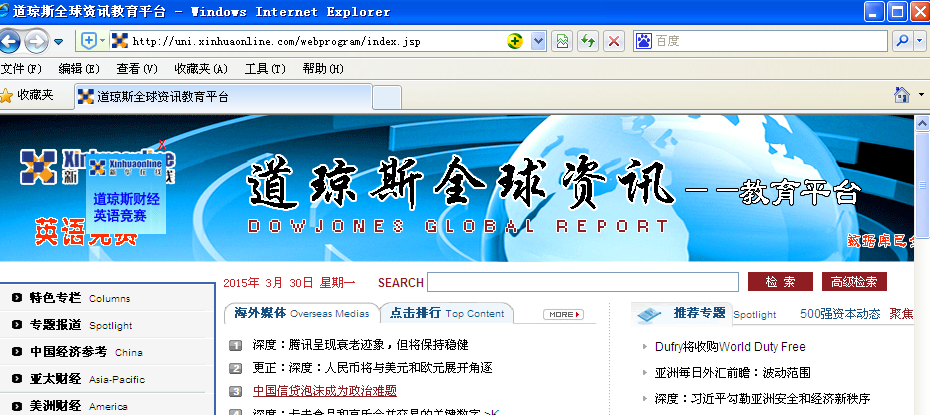 道琼斯全球资讯教育平台 - Windows Internet Explorer
http://uni.xinhuaonline.com/webprogram/index.jsp
百度
文件(F) 编辑(E) 查看(V) 收藏夹(A) 工具(T) 帮助(H)
收藏夹 道琼斯全球资讯教育平台
Xinhuaonline
X
Xinhuaonline
新华在线
道琼斯财经
英语竞赛
英语竞赛
道琼斯全球资讯 ——教育平台
DOWJONES GLOBAL REPORT
数据库已
2015年 3月 30日 星期一 SEARCH 检 索 高级检索
特色专栏 Columns
专题报道 Spotlight
中国经济参考 China
亚太财经 Asia-Pacific
美洲财经 America
海外媒体 Overseas Medias 点击排行 Top Content MORE
1 深度：腾讯呈现衰老迹象，但将保持稳健
2 更正：深度：人民币将与美元和欧元展开角逐
3 中国信贷泡沫成为政治难题
4
推荐专题 Spotlight 500强资本动态 聚焦
Dufry将收购World Duty Free
亚洲每日外汇前瞻：波动范围
深度：习近平勾勒亚洲安全和经济新秩序